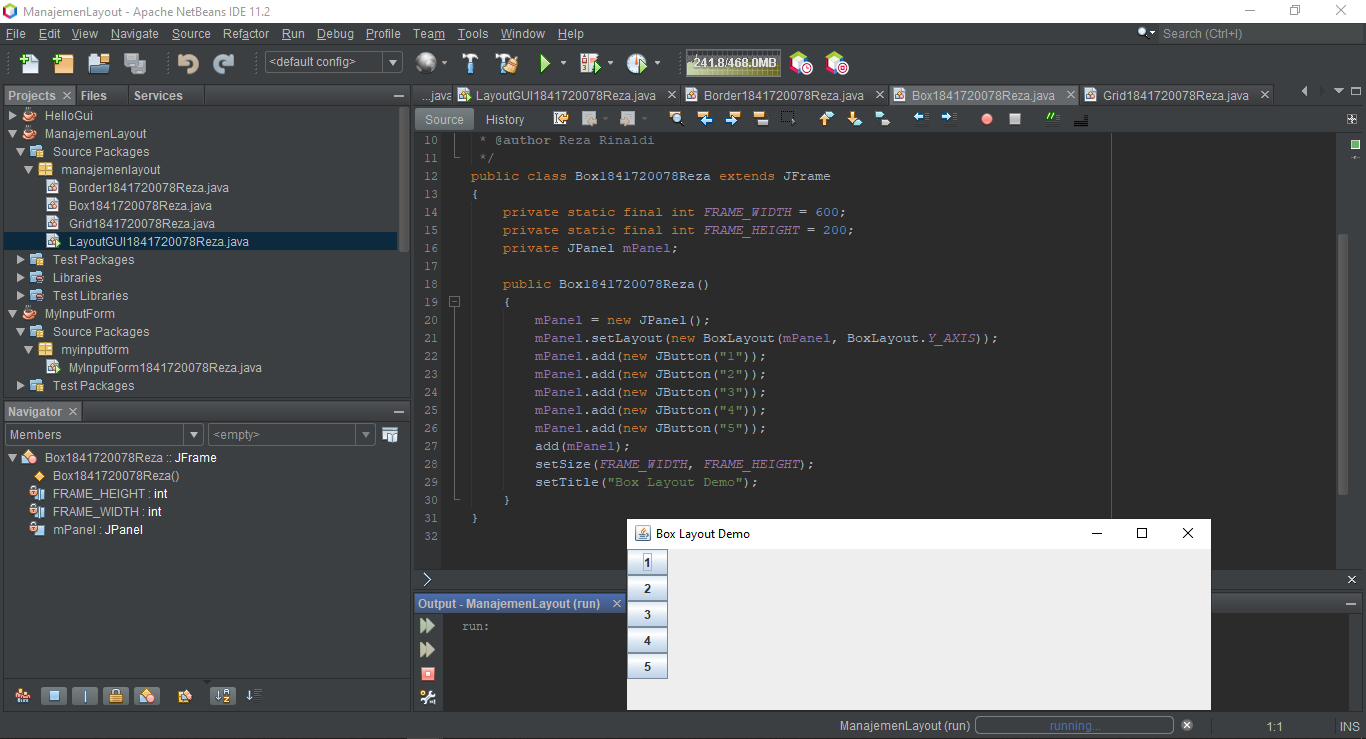 ManajemenLayout - Apache NetBeans IDE 11.2
File Edit View Navigate Source Refactor Run Debug Profile Team Tools Window Help
Search (Ctrl+I)
<default config>
241.8/468.0MB
Projects Files Services
HelloGui
ManajemenLayout
Source Packages
manajemenlayout
Border1841720078Reza.java
Box1841720078Reza.java
Grid1841720078Reza.java
LayoutGUI1841720078Reza.java
Test Packages
Libraries
Test Libraries
MyInputForm
Source Packages
myinputform
MyInputForm1841720078Reza.java
Test Packages
Navigator
Members <empty>
Box1841720078Reza :: JFrame
Box1841720078Reza()
FRAME_HEIGHT : int
FRAME_WIDTH : int
mPanel : JPanel
...java LayoutGUI1841720078Reza.java Border1841720078Reza.java Box1841720078Reza.java Grid1841720078Reza.java
Source History
10 * @author Reza Rinaldi
11 */
12 public class Box1841720078Reza extends JFrame
13 {
14 private static final int FRAME_WIDTH = 600;
15 private static final int FRAME_HEIGHT = 200;
16 private JPanel mPanel;
17
18 public Box1841720078Reza()
19 {
20 mPanel = new JPanel();
21 mPanel.setLayout(new BoxLayout(mPanel, BoxLayout.Y_AXIS));
22 mPanel.add(new JButton("1"));
23 mPanel.add(new JButton("2"));
24 mPanel.add(new JButton("3"));
25 mPanel.add(new JButton("4"));
26 mPanel.add(new JButton("5"));
27 add(mPanel);
28 setSize(FRAME_WIDTH, FRAME_HEIGHT);
29 setTitle("Box Layout Demo");
30 }
31 }
32
Output - ManajemenLayout (run)
run:
Box Layout Demo
1
2
3
4
5
ManajemenLayout (run) running... 1:1 INS